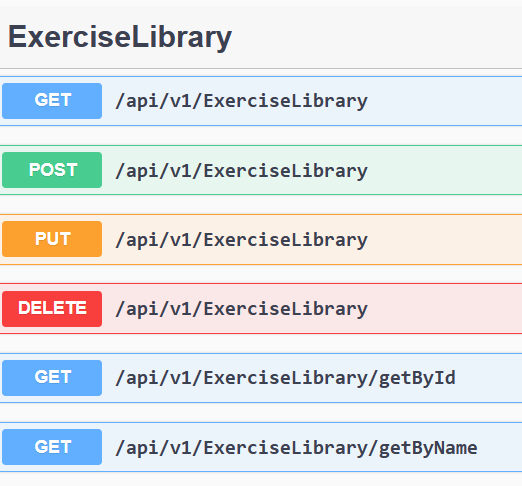 ExerciseLibrary
GET /api/v1/ExerciseLibrary
POST /api/v1/ExerciseLibrary
PUT /api/v1/ExerciseLibrary
DELETE /api/v1/ExerciseLibrary
GET /api/v1/ExerciseLibrary/getById
GET /api/v1/ExerciseLibrary/getByName